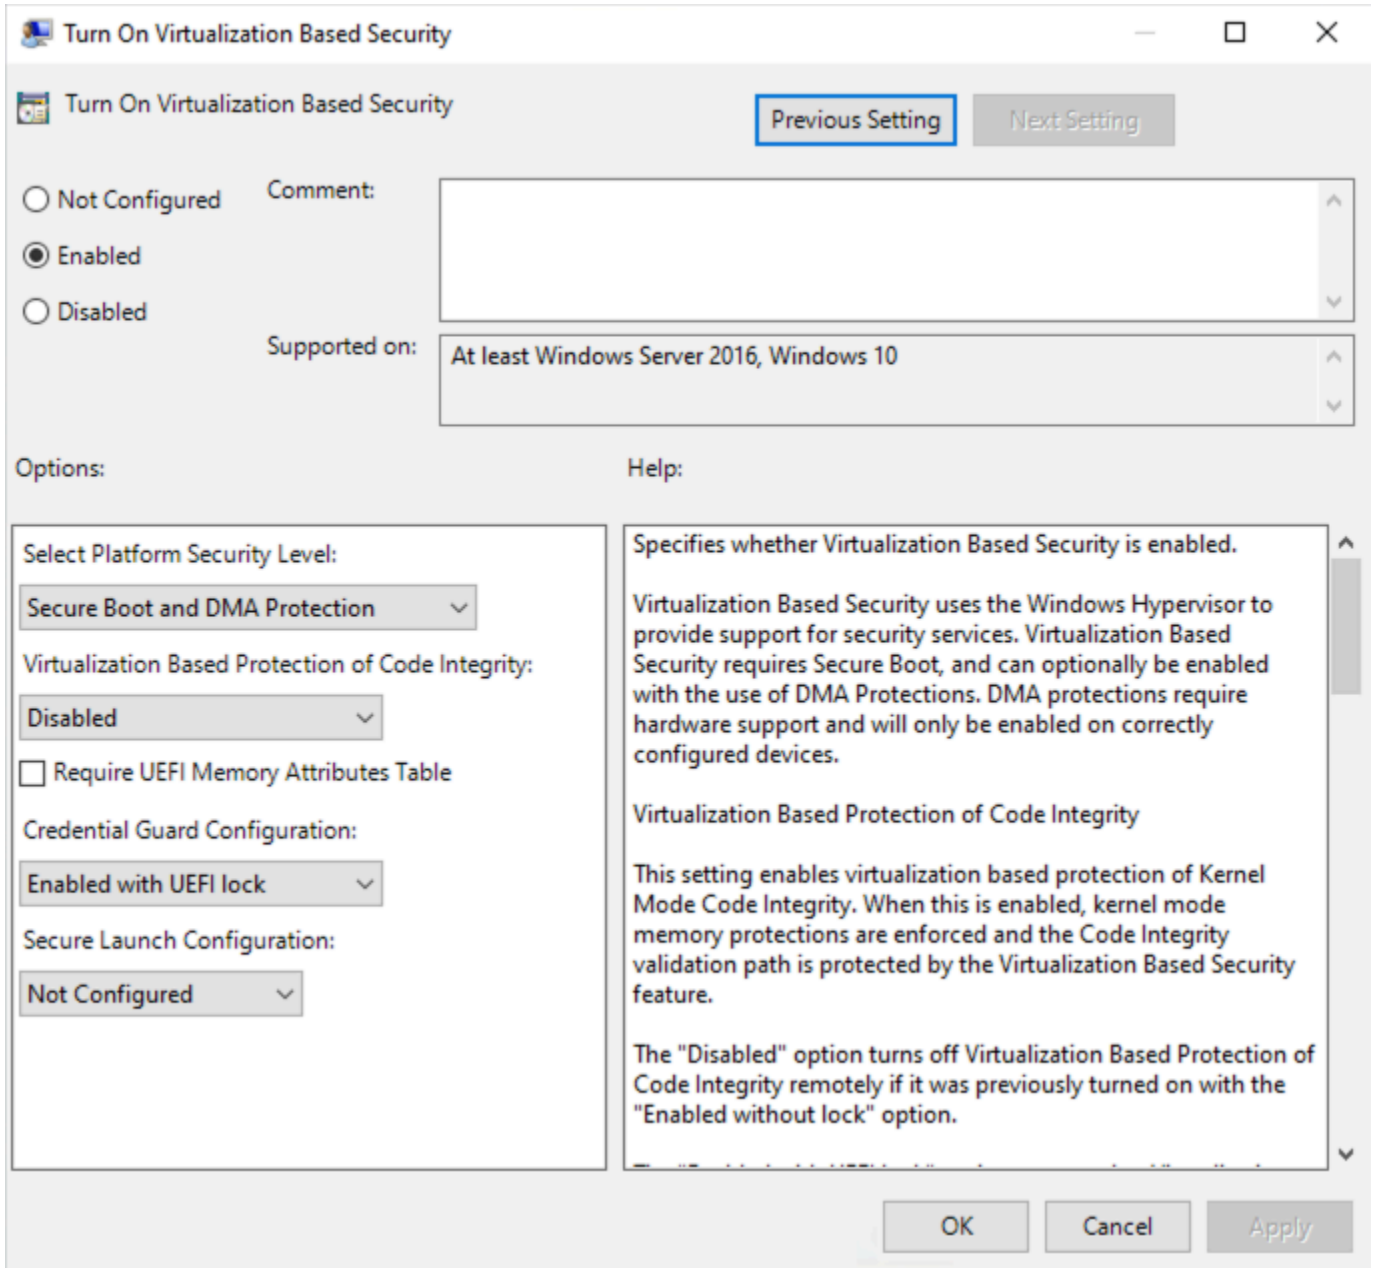 Turn On Virtualization Based Security
Turn On Virtualization Based Security
Previous Setting
Next Setting
Not Configured
Comment:
Enabled
Disabled
Supported on:
At least Windows Server 2016, Windows 10
Options:
Help:
Select Platform Security Level:
Secure Boot and DMA Protection
Virtualization Based Protection of Code Integrity:
Disabled
Require UEFI Memory Attributes Table
Credential Guard Configuration:
Enabled with UEFI lock
Secure Launch Configuration:
Not Configured
Specifies whether Virtualization Based Security is enabled.
Virtualization Based Security uses the Windows Hypervisor to
provide support for security services. Virtualization Based
Security requires Secure Boot, and can optionally be enabled
with the use of DMA Protections. DMA protections require
hardware support and will only be enabled on correctly
configured devices.
Virtualization Based Protection of Code Integrity
This setting enables virtualization based protection of Kernel
Mode Code Integrity. When this is enabled, kernel mode
memory protections are enforced and the Code Integrity
validation path is protected by the Virtualization Based Security
feature.
The "Disabled" option turns off Virtualization Based Protection of
Code Integrity remotely if it was previously turned on with the
"Enabled without lock" option.
OK
Cancel
Apply